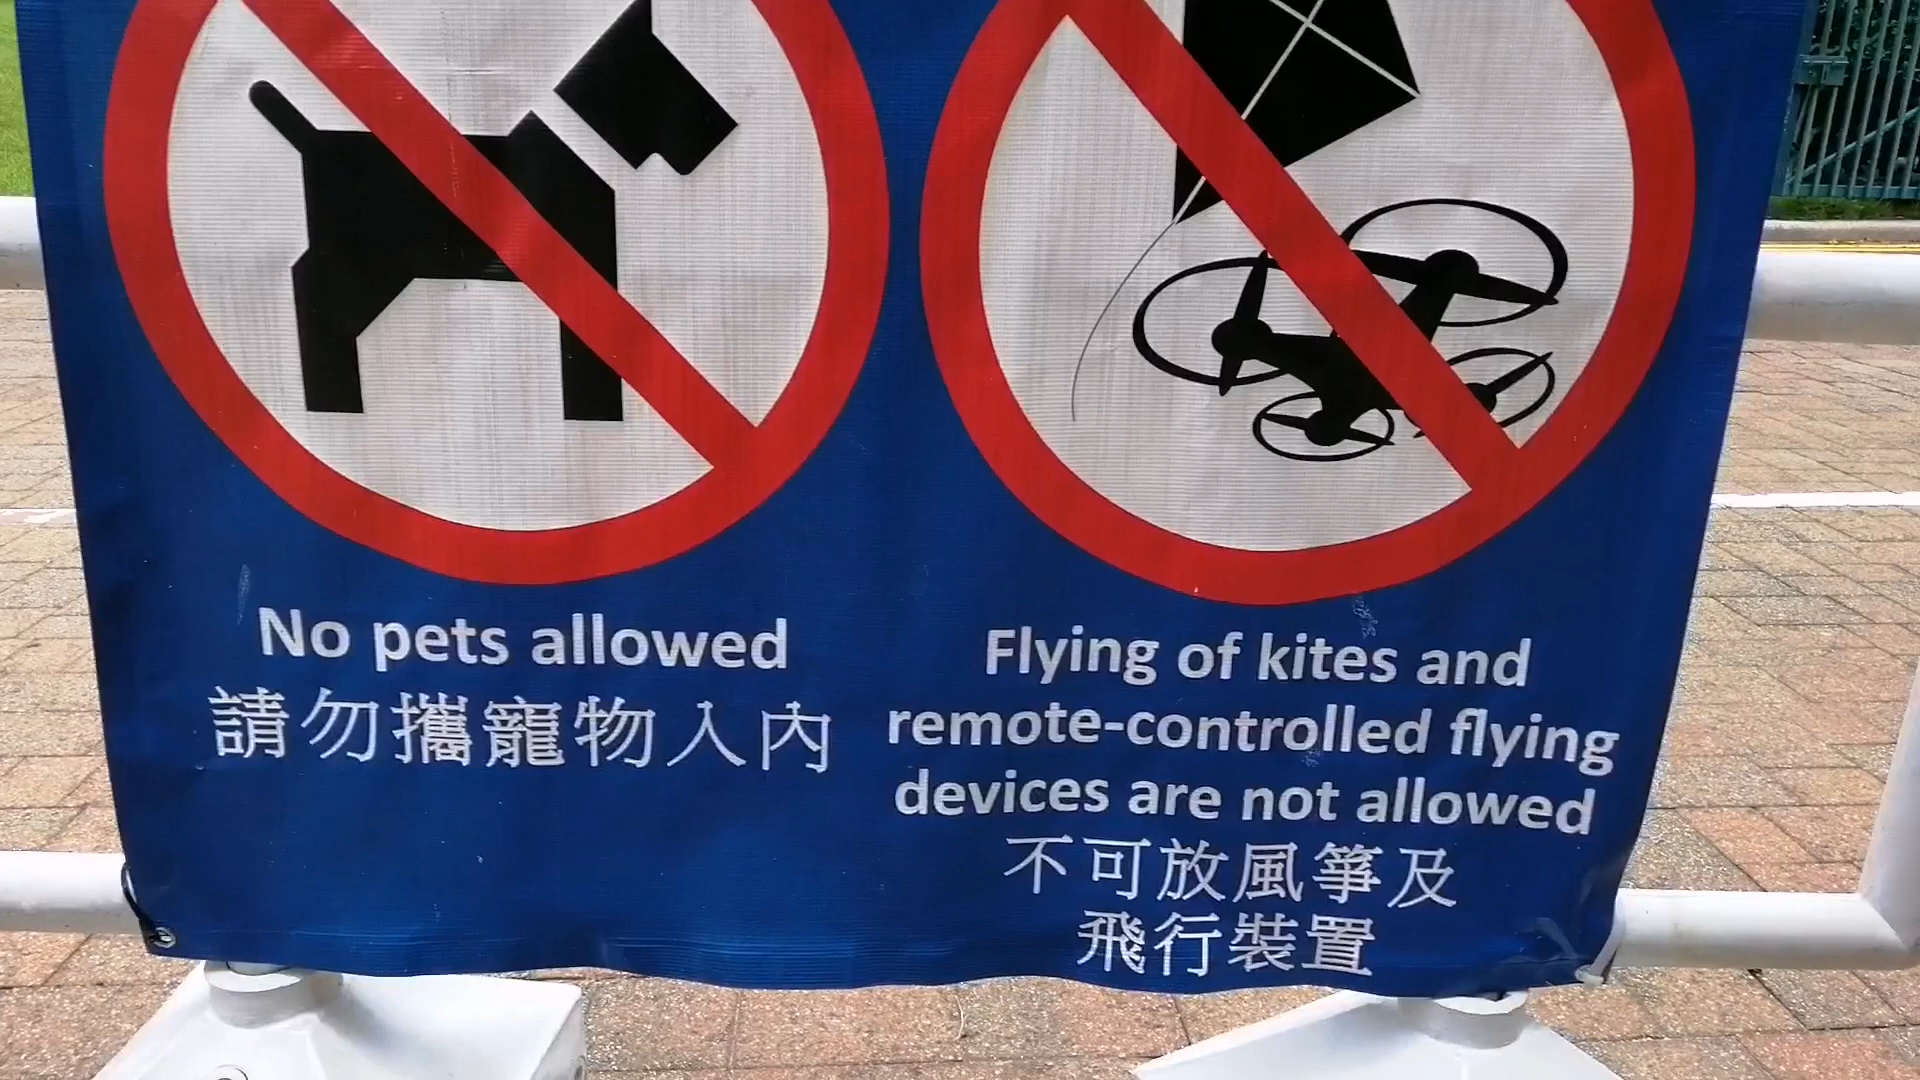 No pets allowed
請勿攜寵物入內
Flying of kites and
remote-controlled flying
devices are not allowed
不可放風箏及
飛行裝置